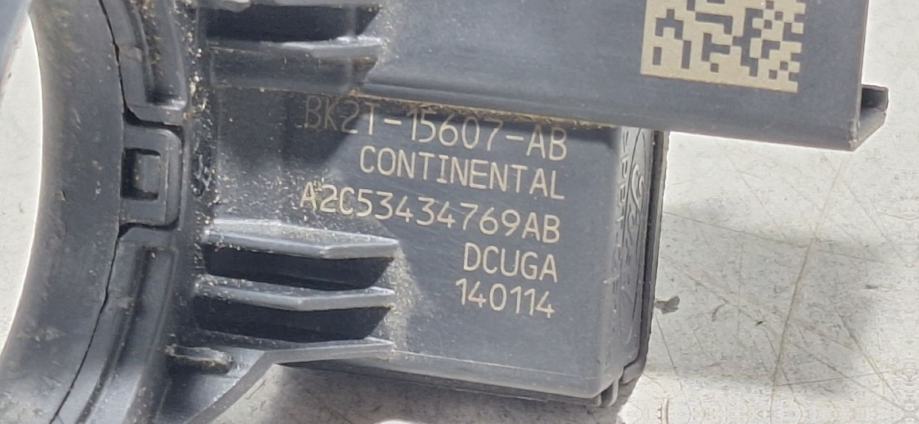 BK2T-15607-AB
CONTINENTAL
A2C53434769AB
DCUGA
140114